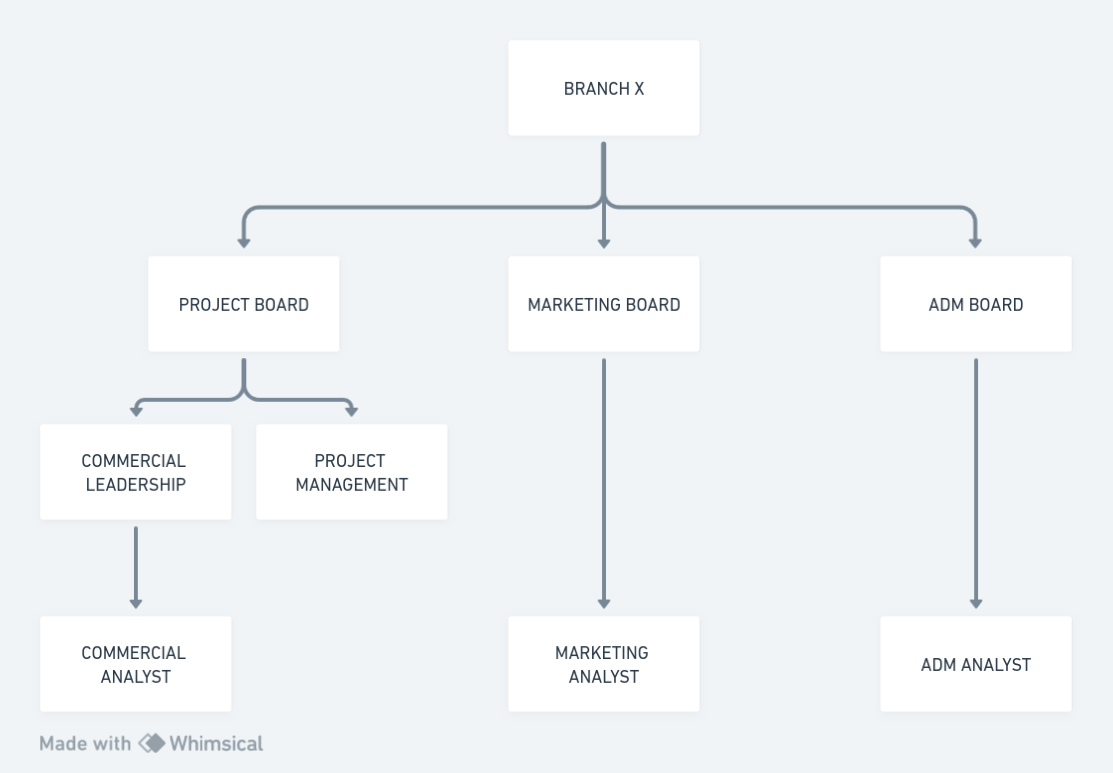 BRANCH X
PROJECT BOARD
MARKETING BOARD
ADM BOARD
COMMERCIAL
LEADERSHIP
PROJECT
MANAGEMENT
COMMERCIAL
ANALYST
MARKETING
ANALYST
ADM ANALYST
Made with Whimsical